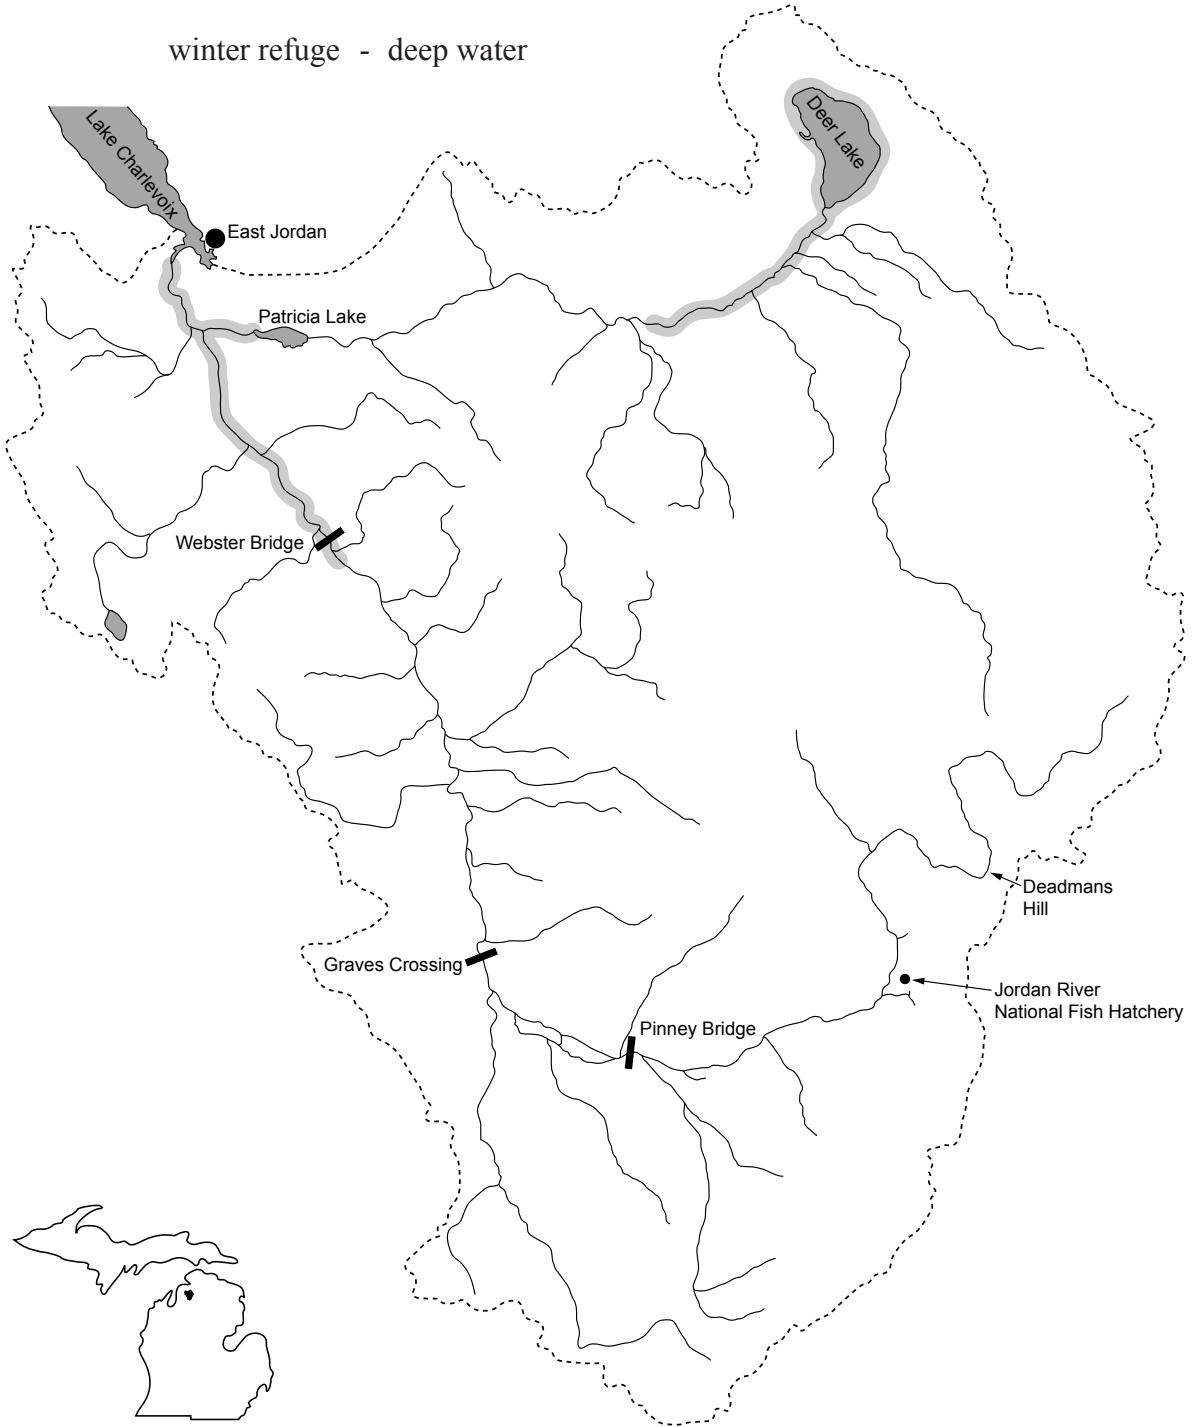 winter refuge - deep water
Lake Charlevoix
Deer Lake
East Jordan
Patricia Lake
Webster Bridge
Deadmans
Hill
Graves Crossing
Jordan River
National Fish Hatchery
Pinney Bridge